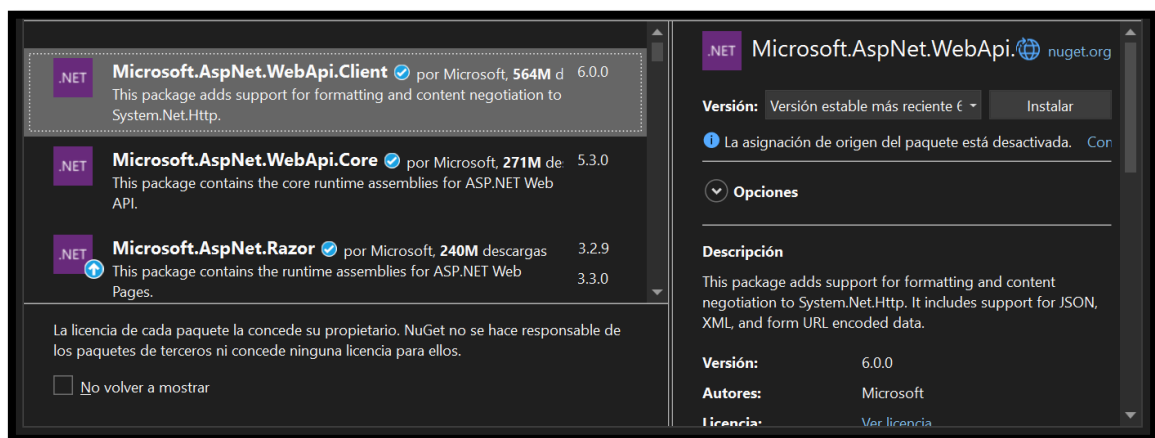 .NET
Microsoft.AspNet.WebApi.Client por Microsoft, 564M d 6.0.0
This package adds support for formatting and content negotiation to
System.Net.Http.
.NET
Microsoft.AspNet.WebApi.Core por Microsoft, 271M de 5.3.0
This package contains the core runtime assemblies for ASP.NET Web
API.
.NET
Microsoft.AspNet.Razor por Microsoft, 240M descargas 3.2.9
This package contains the runtime assemblies for ASP.NET Web 3.3.0
Pages.
La licencia de cada paquete la concede su propietario. NuGet no se hace responsable de
los paquetes de terceros ni concede ninguna licencia para ellos.
No volver a mostrar
.NET Microsoft.AspNet.WebApi. nuget.org
Versión: Versión estable más reciente 6 Instalar
La asignación de origen del paquete está desactivada. Con
Opciones
Descripción
This package adds support for formatting and content
negotiation to System.Net.Http. It includes support for JSON,
XML, and form URL encoded data.
Versión: 6.0.0
Autores: Microsoft
Licencia: Ver licencia